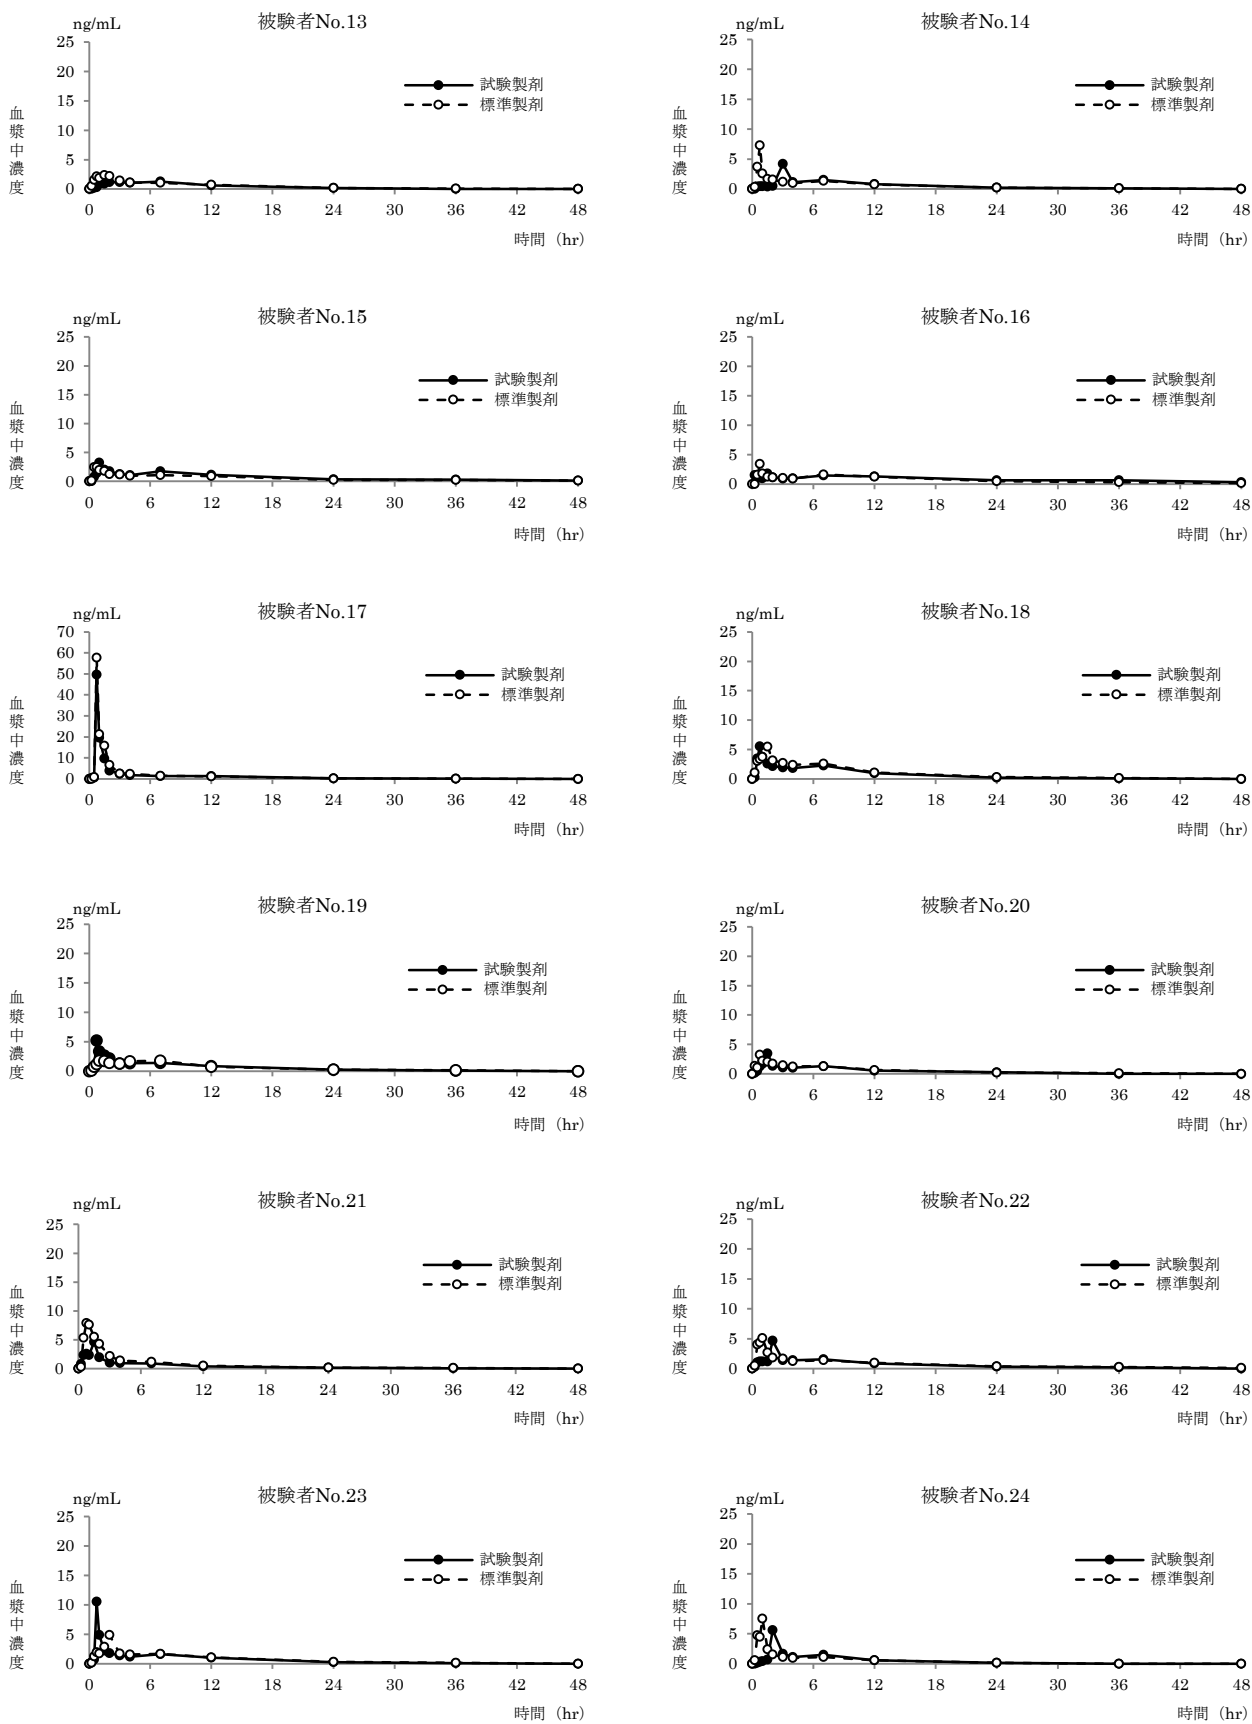 ng/mL 被験者No.13
25
20
15
10
5
0
血漿中濃度
試験製剤
標準製剤
0 6 12 18 24 30 36 42 48
時間（hr）
ng/mL 被験者No.14
25
20
15
10
5
0
血漿中濃度
試験製剤
標準製剤
0 6 12 18 24 30 36 42 48
時間（hr）
ng/mL 被験者No.15
25
20
15
10
5
0
血漿中濃度
試験製剤
標準製剤
0 6 12 18 24 30 36 42 48
時間（hr）
ng/mL 被験者No.16
25
20
15
10
5
0
血漿中濃度
試験製剤
標準製剤
0 6 12 18 24 30 36 42 48
時間（hr）
ng/mL 被験者No.17
70
60
50
40
30
20
10
0
血漿中濃度
試験製剤
標準製剤
0 6 12 18 24 30 36 42 48
時間（hr）
ng/mL 被験者No.18
25
20
15
10
5
0
血漿中濃度
試験製剤
標準製剤
0 6 12 18 24 30 36 42 48
時間（hr）
ng/mL 被験者No.19
25
20
15
10
5
0
血漿中濃度
試験製剤
標準製剤
0 6 12 18 24 30 36 42 48
時間（hr）
ng/mL 被験者No.20
25
20
15
10
5
0
血漿中濃度
試験製剤
標準製剤
0 6 12 18 24 30 36 42 48
時間（hr）
ng/mL 被験者No.21
25
20
15
10
5
0
血漿中濃度
試験製剤
標準製剤
0 6 12 18 24 30 36 42 48
時間（hr）
ng/mL 被験者No.22
25
20
15
10
5
0
血漿中濃度
試験製剤
標準製剤
0 6 12 18 24 30 36 42 48
時間（hr）
ng/mL 被験者No.23
25
20
15
10
5
0
血漿中濃度
試験製剤
標準製剤
0 6 12 18 24 30 36 42 48
時間（hr）
ng/mL 被験者No.24
25
20
15
10
5
0
血漿中濃度
試験製剤
標準製剤
0 6 12 18 24 30 36 42 48
時間（hr）